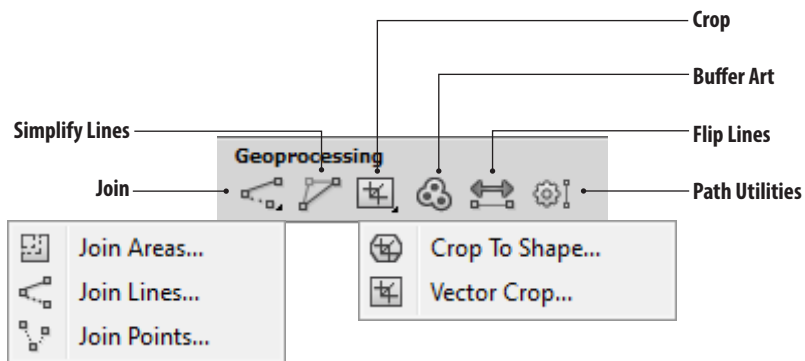 Crop
Buffer Art
Simplify Lines
Flip Lines
Geoprocessing
Join
Path Utilities
Join Areas...
Join Lines...
Join Points...
Crop To Shape...
Vector Crop...